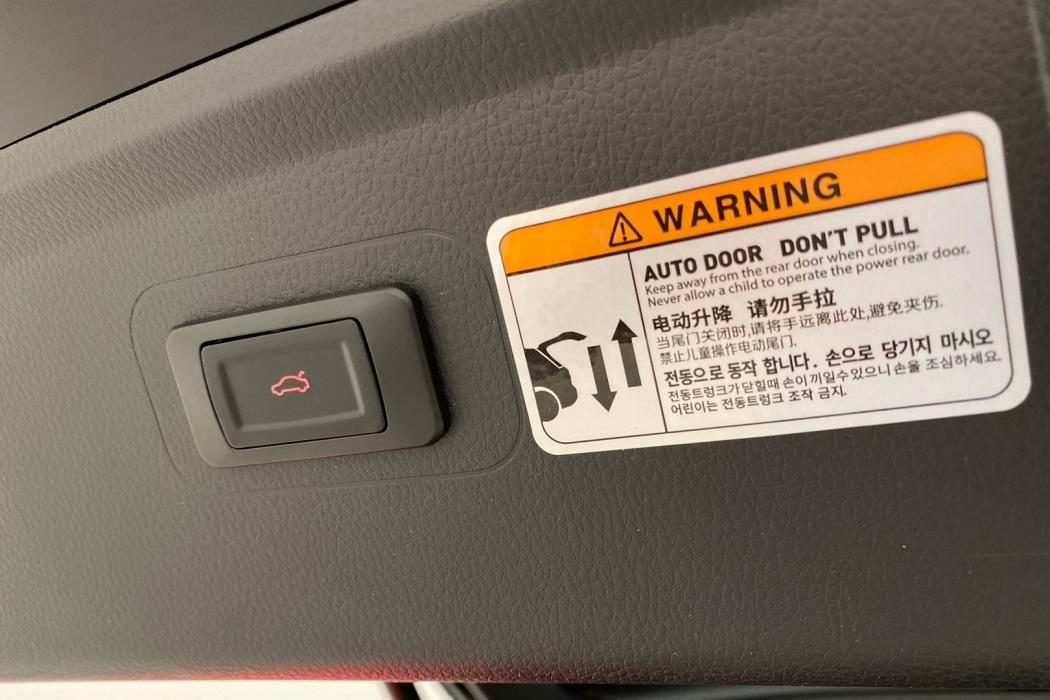 WARNING
AUTO DOOR DON'T PULL
Keep away from the rear door when closing.
Never allow a child to operate the power rear door.
电动升降 请勿手拉
当尾门关闭时,请将手远离此处,避免夹伤.
禁止儿童操作电动尾门.
전동으로 동작 합니다. 손으로 당기지 마시오
전동트렁크가 닫힐때 손이 끼일수 있으니 손을 조심하세요.
어린이는 전동트렁크 조작 금지.